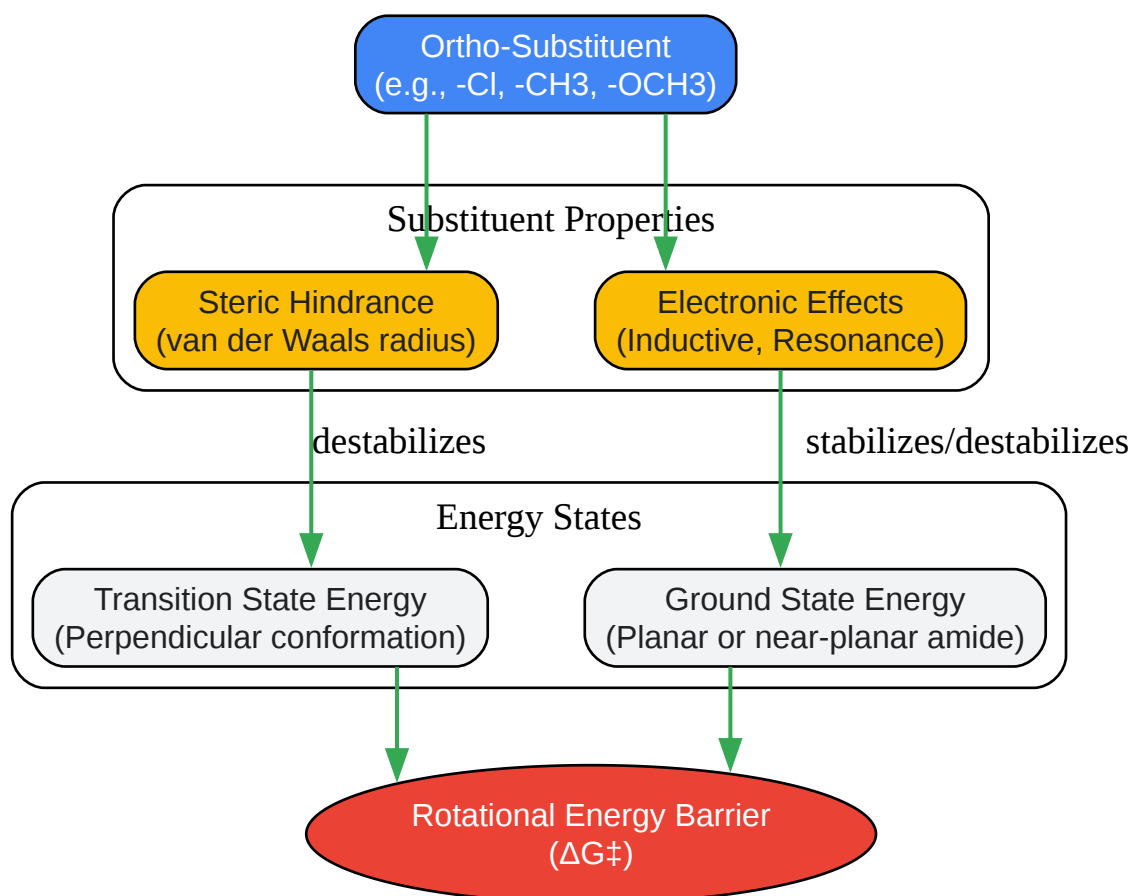 Ortho-Substituent
(e.g., -Cl, -CH3, -OCH3)
Substituent Properties
Steric Hindrance
(van der Waals radius)
Electronic Effects
(Inductive, Resonance)
destabilizes
stabilizes/destabilizes
Energy States
Transition State Energy
(Perpendicular conformation)
Ground State Energy
(Planar or near-planar amide)
Rotational Energy Barrier
(ΔG‡)